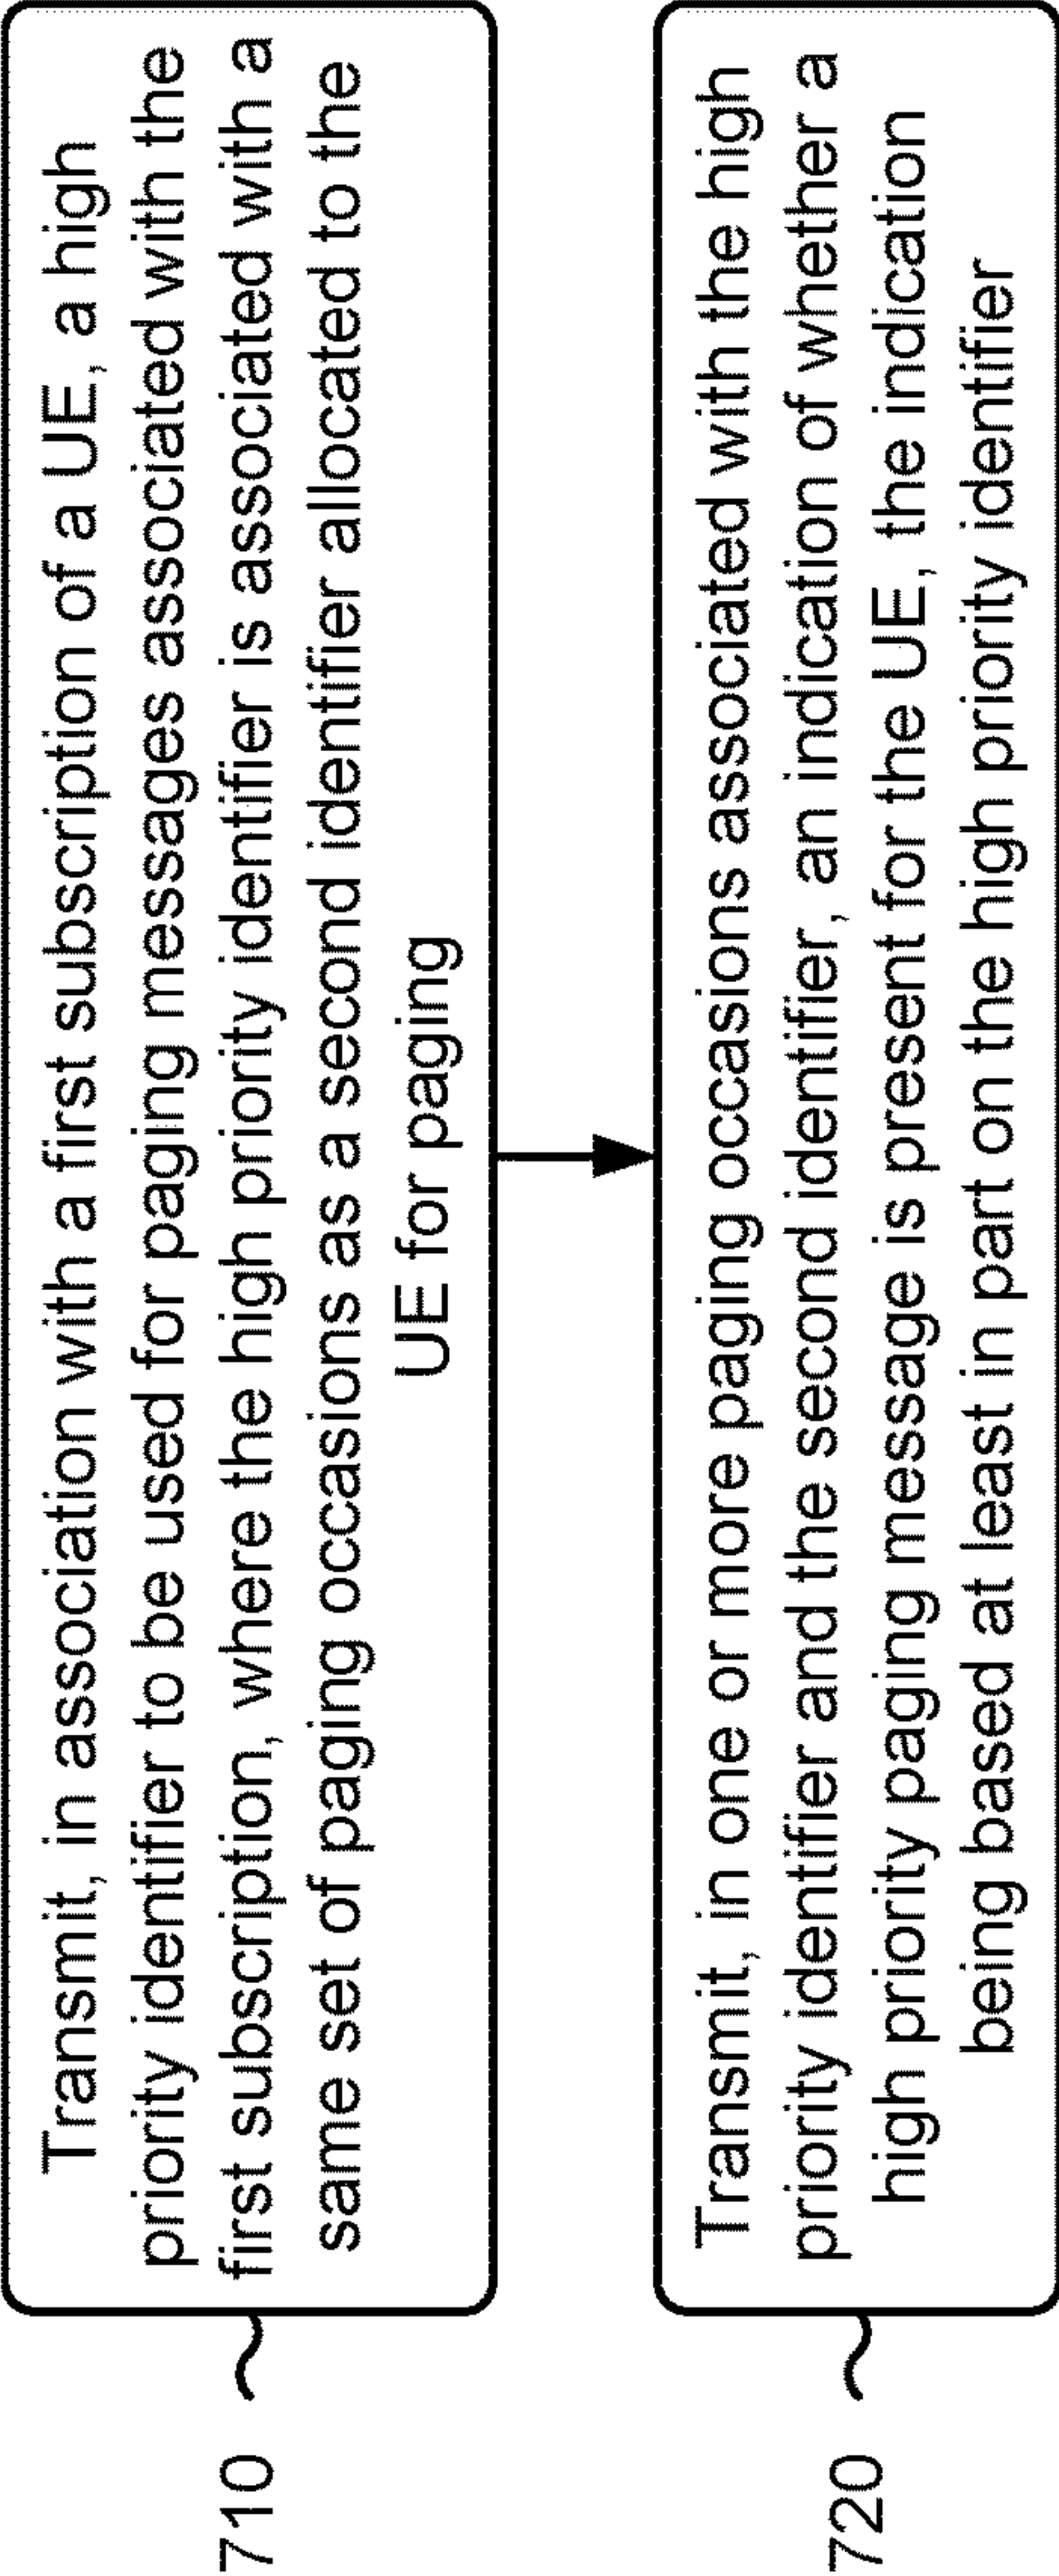 710
Transmit, in association with a first subscription of a UE, a high
priority identifier to be used for paging messages associated with the
first subscription, where the high priority identifier is associated with a
same set of paging occasions as a second identifier allocated to the
UE for paging
720
Transmit, in one or more paging occasions associated with the high
priority identifier and the second identifier, an indication of whether a
high priority paging message is present for the UE, the indication
being based at least in part on the high priority identifier